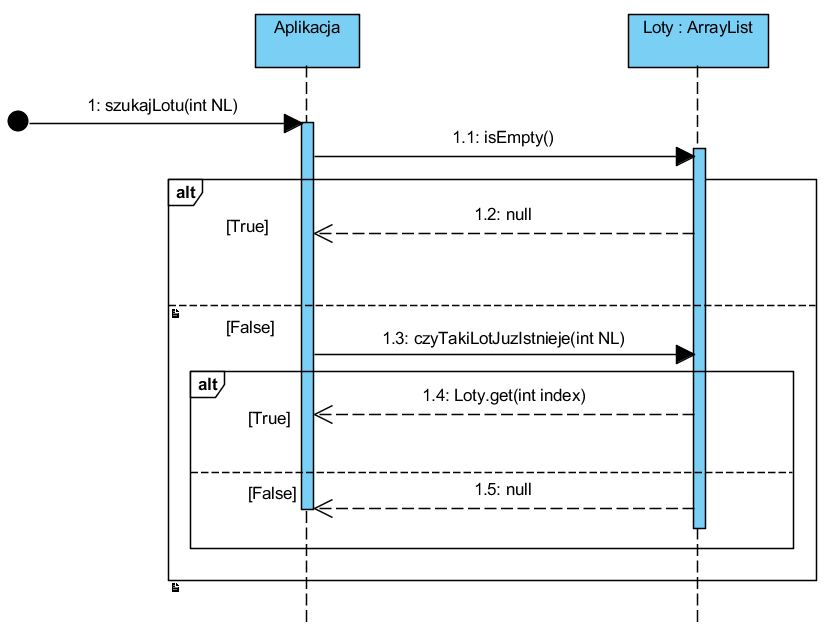 Aplikacja
Loty : ArrayList
1: szukajLotu(int NL)
1.1: isEmpty()
alt
[True]
1.2: null
[False]
1.3: czyTakiLotJuzIstnieje(int NL)
alt
[True]
1.4: Loty.get(int index)
[False]
1.5: null